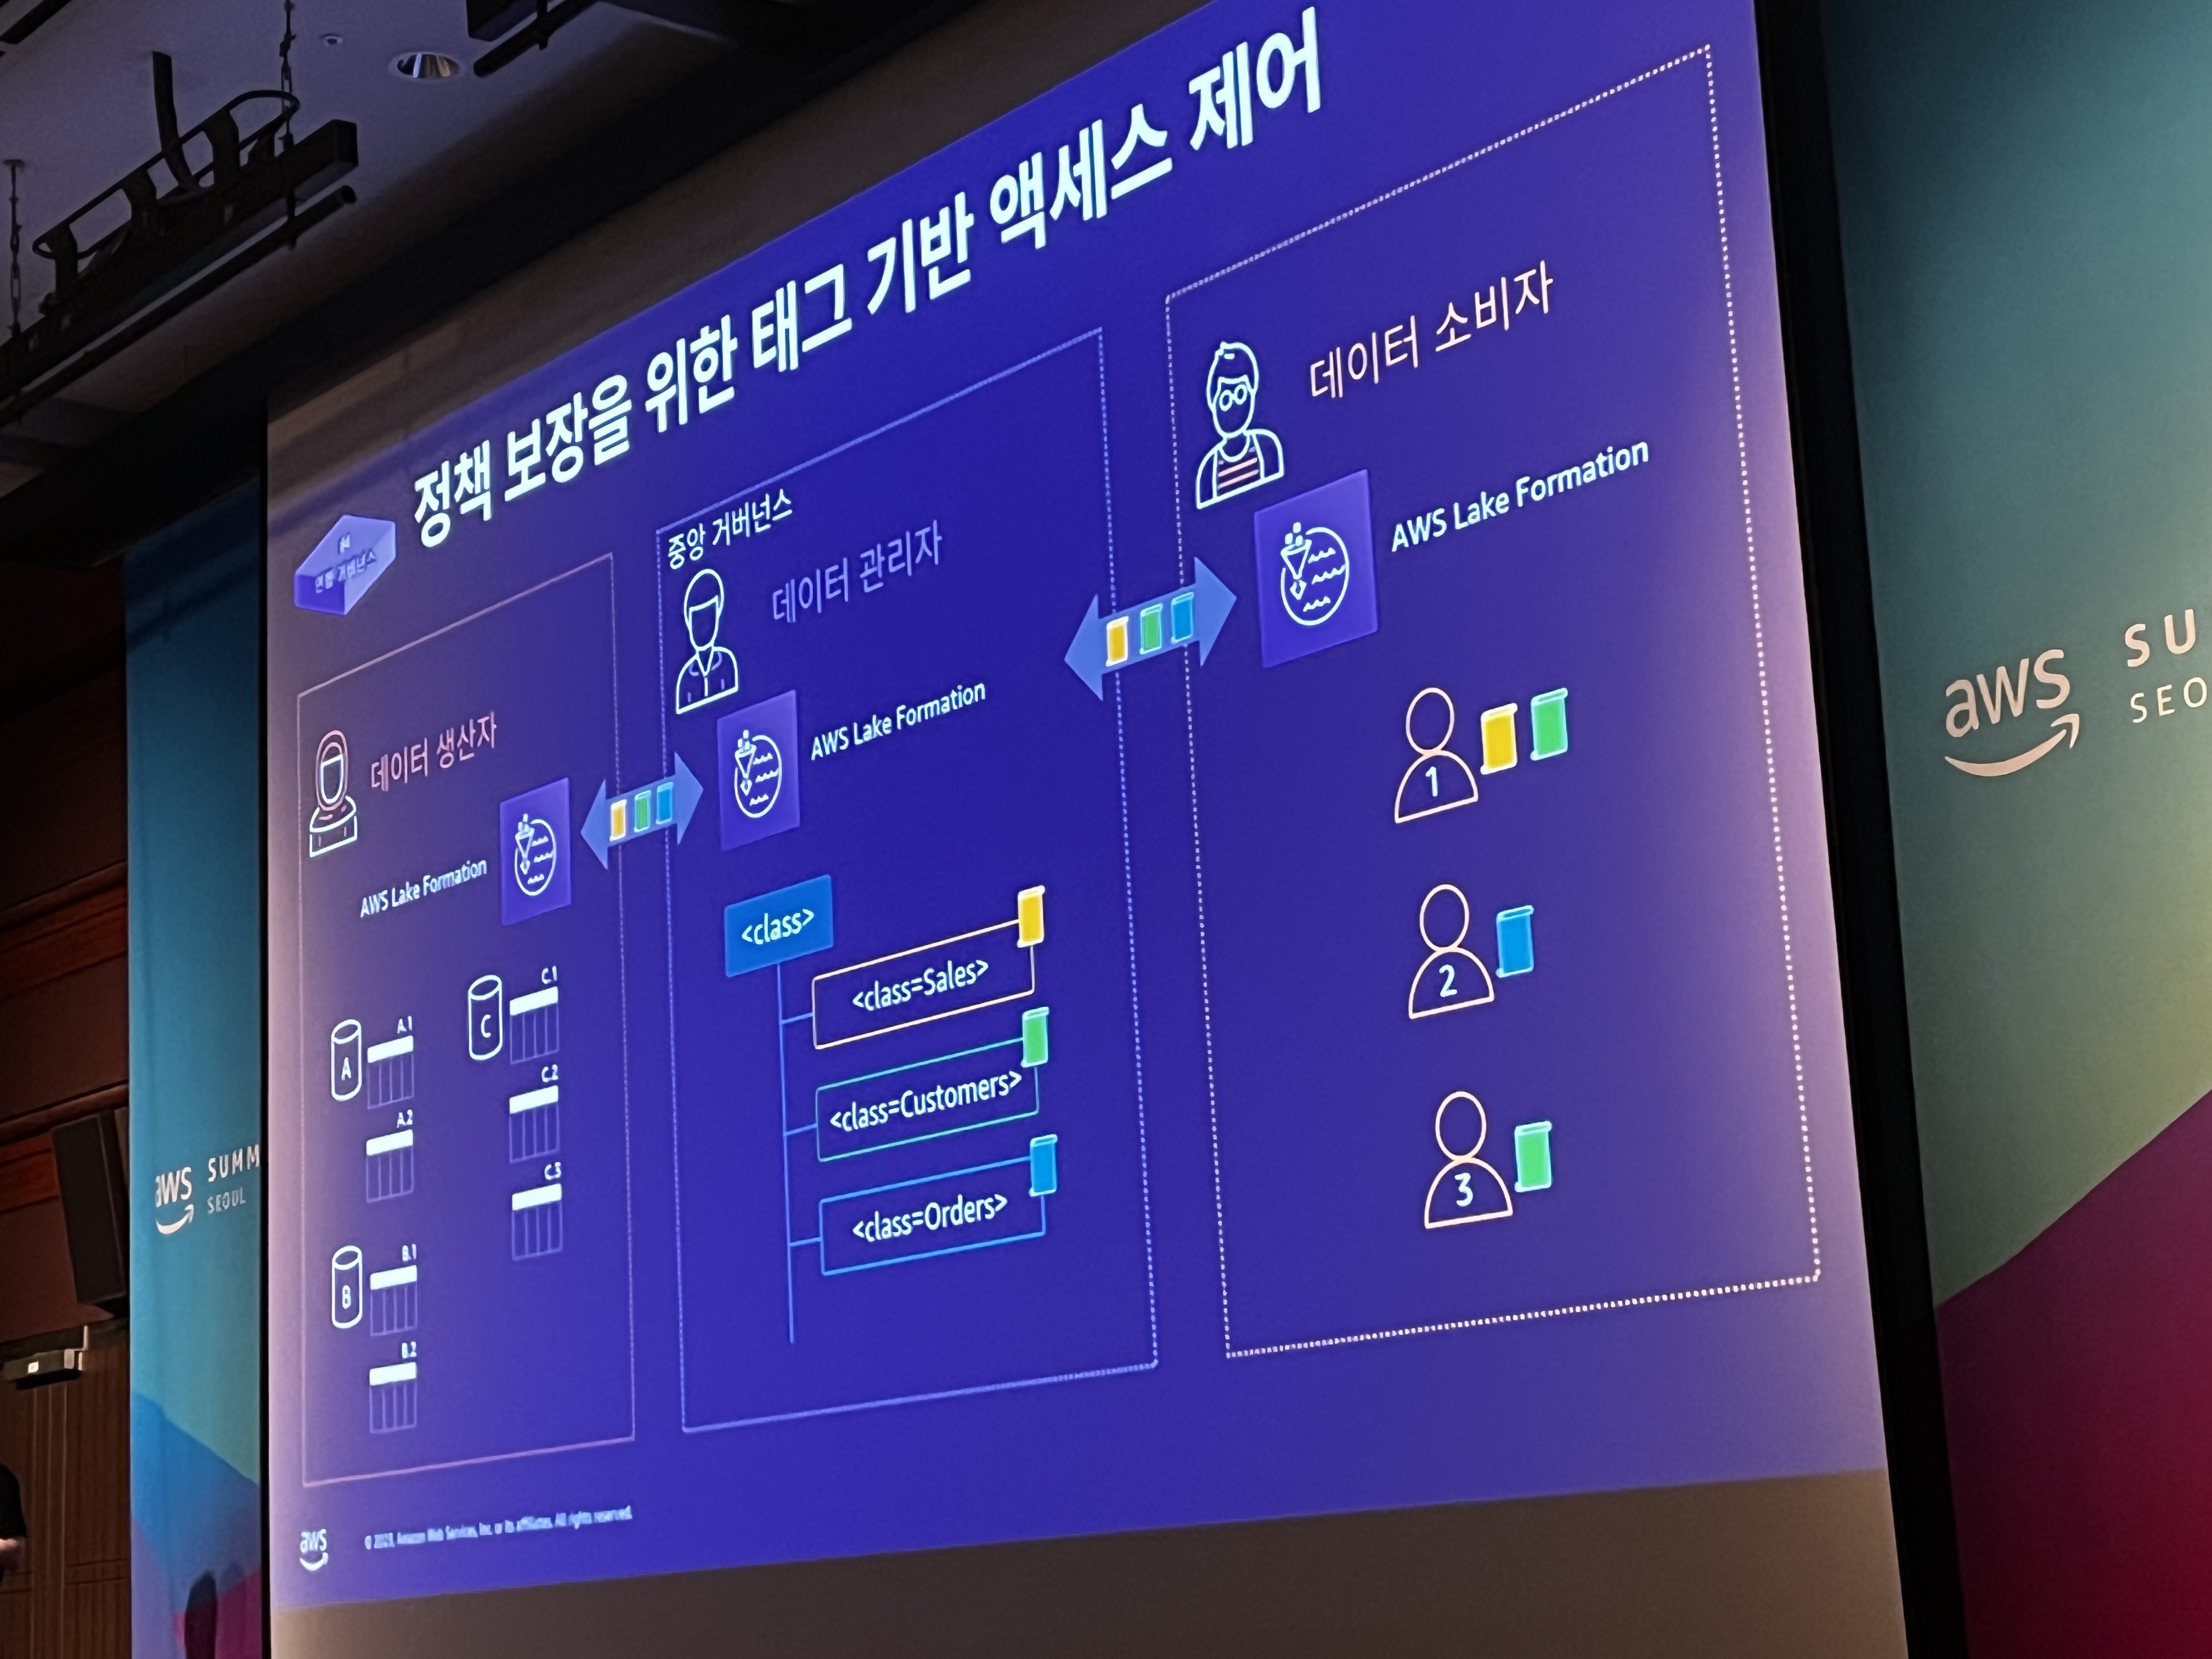 정책 보장을 위한 태그 기반 액세스 제어
#4
연합 거버넌스
데이터 생산자
AWS Lake Formation
A
A.1
A.2
B
B.1
B.2
C
C.1
C.2
C.3
중앙 거버넌스
데이터 관리자
AWS Lake Formation
<class>
<class=Sales>
<class=Customers>
<class=Orders>
데이터 소비자
AWS Lake Formation
1
2
3
aws
© 2023, Amazon Web Services, Inc. or its affiliates. All rights reserved.
aws SUMM
SEOUL
aws SU
SEO